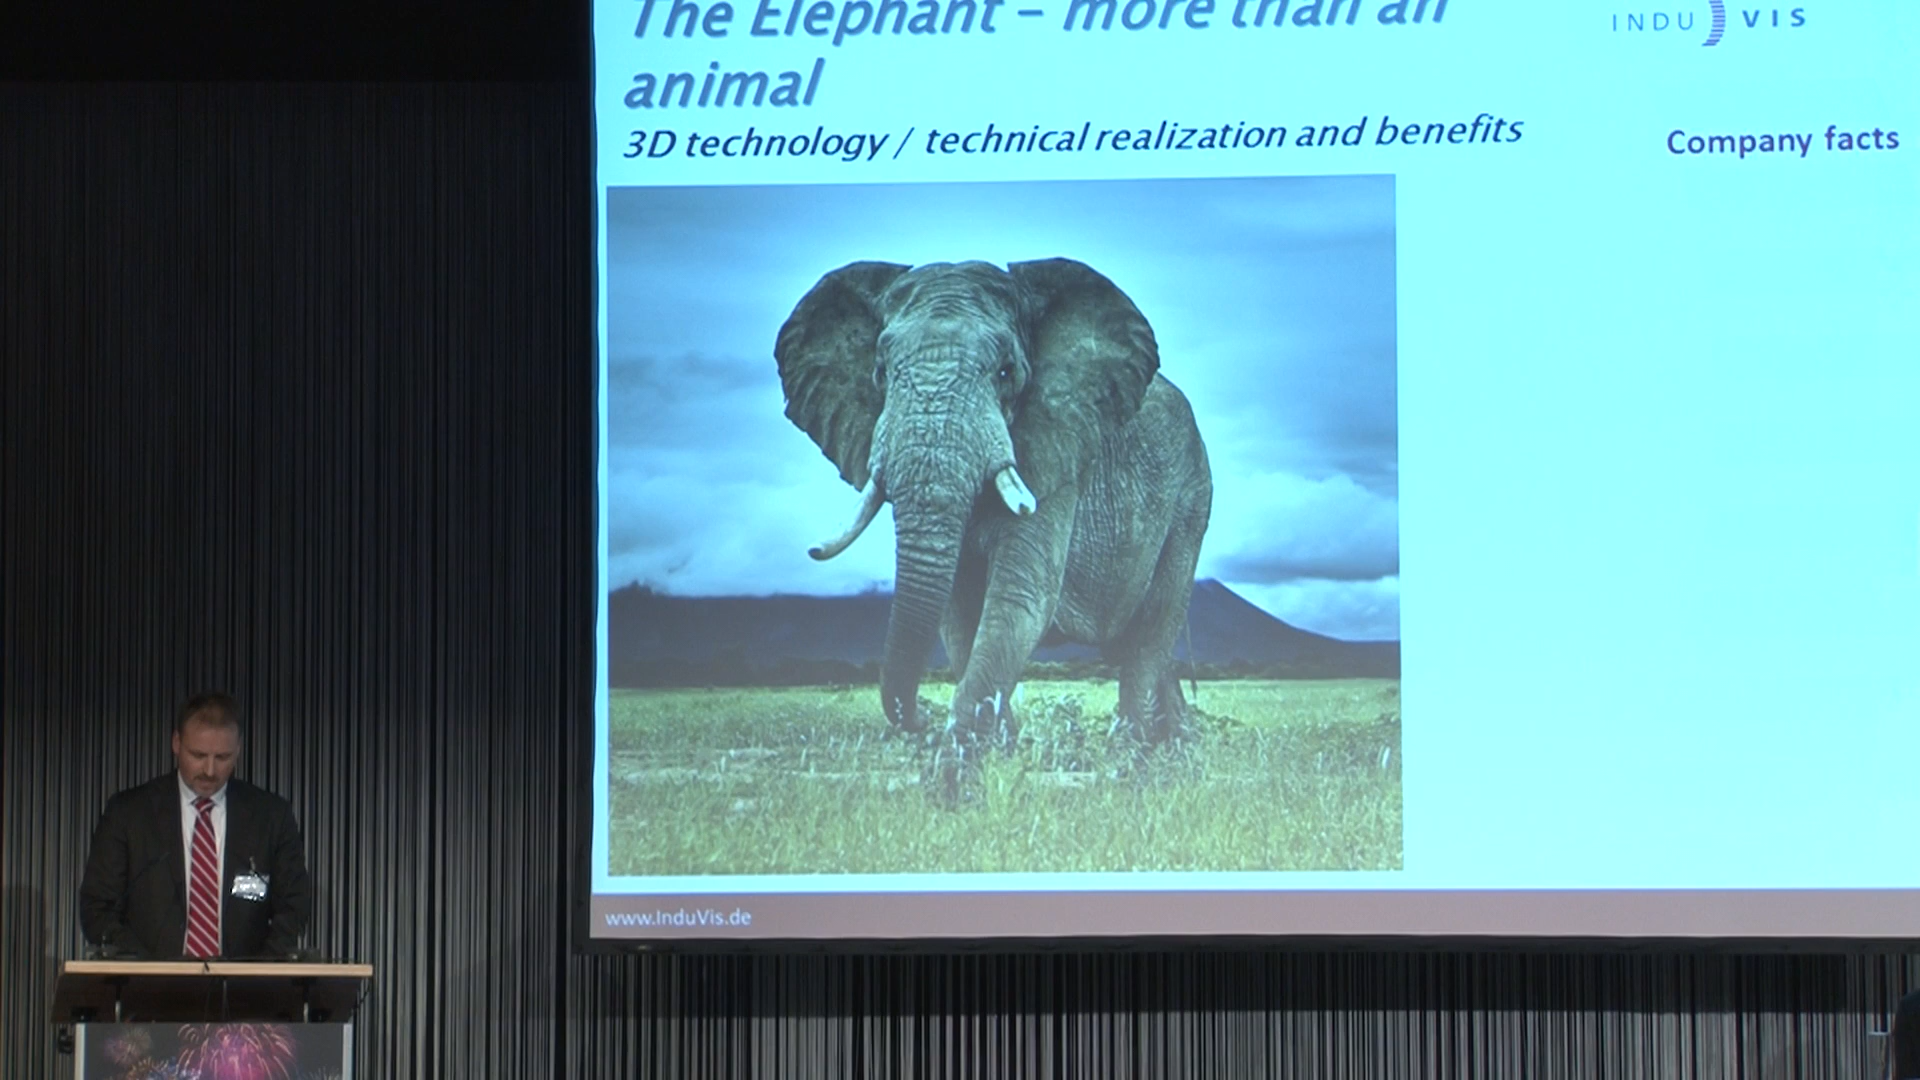 The Elephant – more than an
animal
3D technology / technical realization and benefits
INDU VIS
Company facts
www.InduVis.de